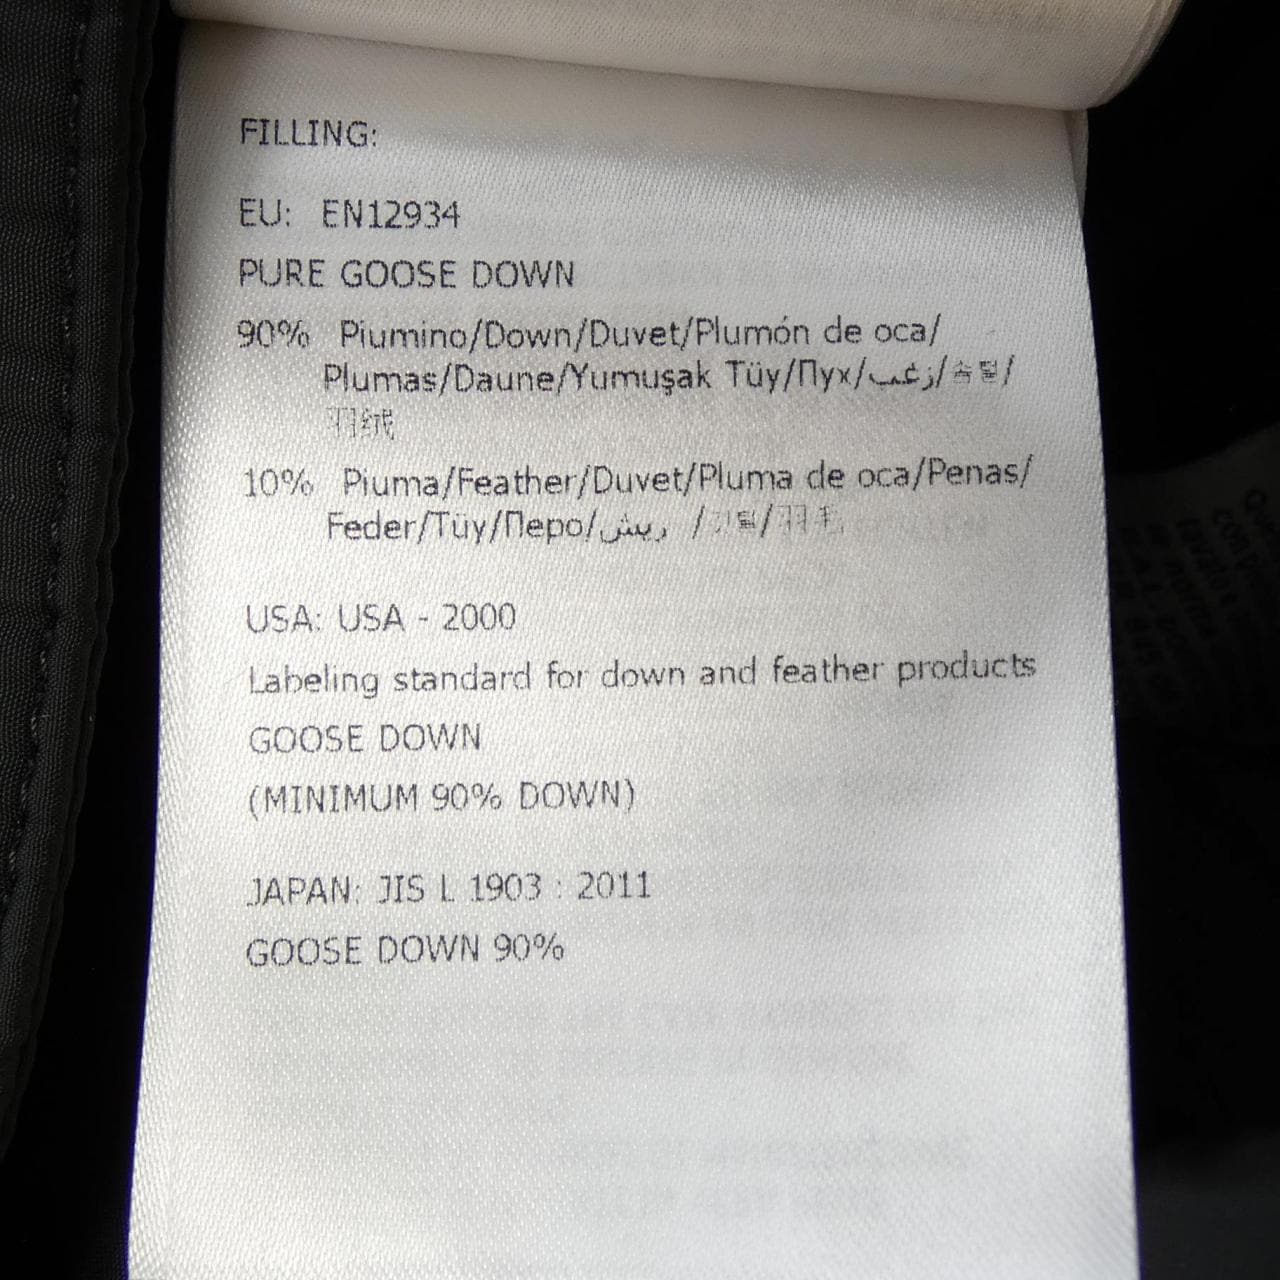 FILLING:
EU: EN12934
PURE GOOSE DOWN
90% Piumino/Down/Duvet/Plumón de oca/
Plumas/Daune/Yumuşak Tüy/Пух/زغب/솜털/
羽绒
10% Piuma/Feather/Duvet/Pluma de oca/Penas/
Feder/Tüy/Перо/ريش /깃털/羽毛
USA: USA - 2000
Labeling standard for down and feather products
GOOSE DOWN
(MINIMUM 90% DOWN)
JAPAN: JIS L 1903 : 2011
GOOSE DOWN 90%